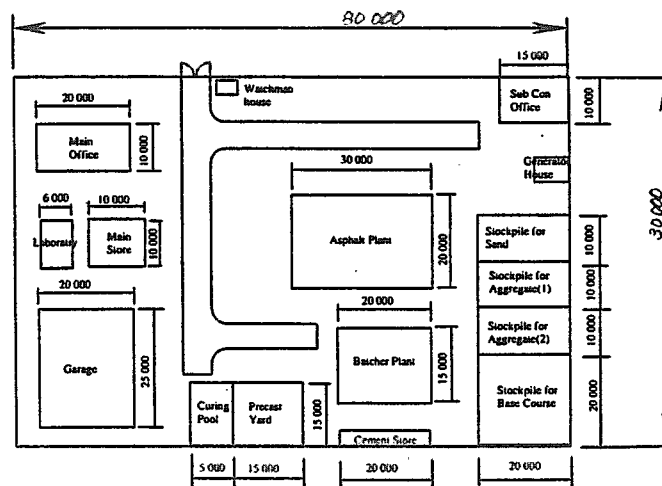 80 000
15 000
Watchman
house
Sub Con
Office
10 000
20 000
Main
Office
10 000
Generato
House
30 000
6 000
10 000
Laboratry
Main
Store
10 000
Asphalt Plant
20 000
Stockpile for
Sand
10 000
30 000
Stockpile for
Aggregate(1)
10 000
20 000
20 000
Stockpile for
Aggregate(2)
10 000
Garage
25 000
Batcher Plant
15 000
Stockpile for
Base Course
20 000
Curing
Pool
Precast
Yard
15 000
Cement Store
5 000
15 000
20 000
20 000